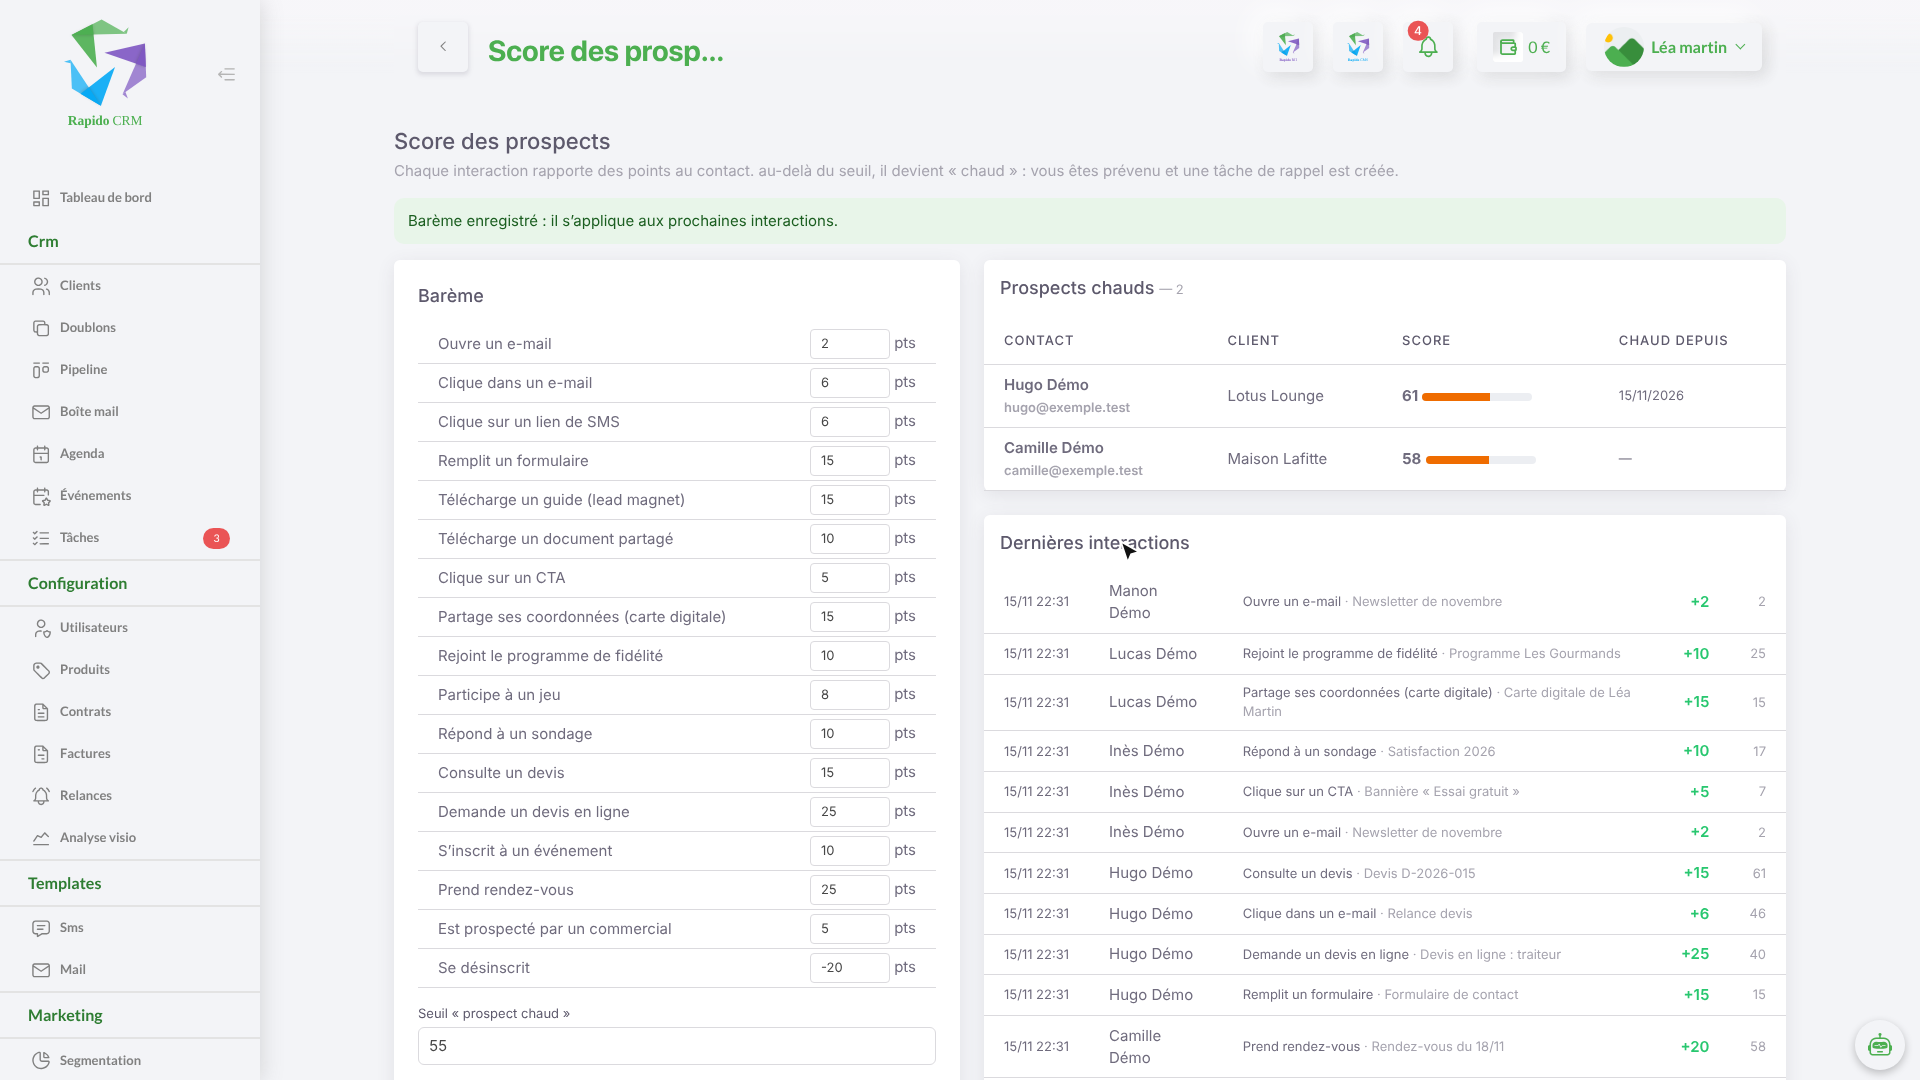 Rapido CRM
Tableau de bord
Crm
Clients
Doublons
Pipeline
Boîte mail
Agenda
Événements
Tâches 3
Configuration
Utilisateurs
Produits
Contrats
Factures
Relances
Analyse visio
Templates
Sms
Mail
Marketing
Segmentation
Score des prosp...
4
0 €
Léa martin
Score des prospects
Chaque interaction rapporte des points au contact. au-delà du seuil, il devient « chaud » : vous êtes prévenu et une tâche de rappel est créée.
Barème enregistré : il s’applique aux prochaines interactions.
Barème
Ouvre un e-mail 2 pts
Clique dans un e-mail 6 pts
Clique sur un lien de SMS 6 pts
Remplit un formulaire 15 pts
Télécharge un guide (lead magnet) 15 pts
Télécharge un document partagé 10 pts
Clique sur un CTA 5 pts
Partage ses coordonnées (carte digitale) 15 pts
Rejoint le programme de fidélité 10 pts
Participe à un jeu 8 pts
Répond à un sondage 10 pts
Consulte un devis 15 pts
Demande un devis en ligne 25 pts
S’inscrit à un événement 10 pts
Prend rendez-vous 25 pts
Est prospecté par un commercial 5 pts
Se désinscrit -20 pts
Seuil « prospect chaud »
55
Prospects chauds — 2
CONTACT CLIENT SCORE CHAUD DEPUIS
Hugo Démo
hugo@exemple.test
Lotus Lounge 61 15/11/2026
Camille Démo
camille@exemple.test
Maison Lafitte 58 —
Dernières interactions
15/11 22:31 Manon Démo Ouvre un e-mail · Newsletter de novembre +2 2
15/11 22:31 Lucas Démo Rejoint le programme de fidélité · Programme Les Gourmands +10 25
15/11 22:31 Lucas Démo Partage ses coordonnées (carte digitale) · Carte digitale de Léa Martin +15 15
15/11 22:31 Inès Démo Répond à un sondage · Satisfaction 2026 +10 17
15/11 22:31 Inès Démo Clique sur un CTA · Bannière « Essai gratuit » +5 7
15/11 22:31 Inès Démo Ouvre un e-mail · Newsletter de novembre +2 2
15/11 22:31 Hugo Démo Consulte un devis · Devis D-2026-015 +15 61
15/11 22:31 Hugo Démo Clique dans un e-mail · Relance devis +6 46
15/11 22:31 Hugo Démo Demande un devis en ligne · Devis en ligne : traiteur +25 40
15/11 22:31 Hugo Démo Remplit un formulaire · Formulaire de contact +15 15
15/11 22:31 Camille Démo Prend rendez-vous · Rendez-vous du 18/11 +20 58